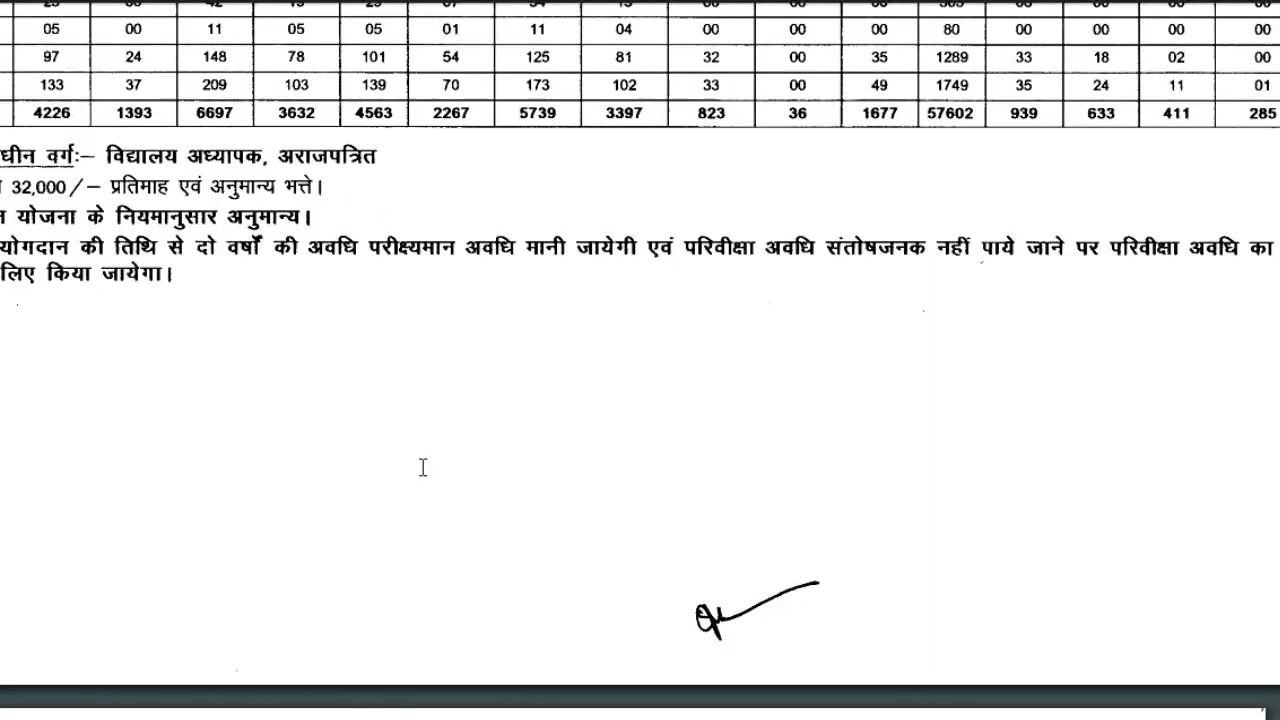 05 00 11 05 05 01 11 04 00 00 00 80 00 00 00 00
97 24 148 78 101 54 125 81 32 00 35 1289 33 18 02 00
133 37 209 103 139 70 173 102 33 00 49 1749 35 24 11 01
4226 1393 6697 3632 4563 2267 5739 3397 823 36 1677 57602 939 633 411 285
धीन वर्ग:– विद्यालय अध्यापक, अराजपत्रित
32,000/– प्रतिमाह एवं अनुमान्य भत्ते।
न योजना के नियमानुसार अनुमान्य।
योगदान की तिथि से दो वर्षों की अवधि परीक्ष्यमान अवधि मानी जायेगी एवं परिवीक्षा अवधि संतोषजनक नहीं पाये जाने पर परिवीक्षा अवधि का
लिए किया जायेगा।